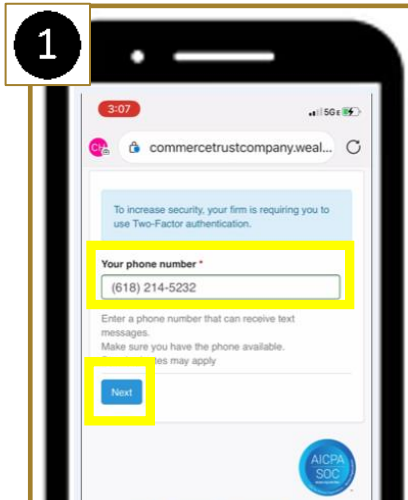 1
3:07
5GE
CH
commercetrustcompany.weal...
To increase security, your firm is requiring you to
use Two-Factor authentication.
Your phone number *
(618) 214-5232
Enter a phone number that can receive text
messages.
Make sure you have the phone available.
may apply
Next
AICPA
SOC